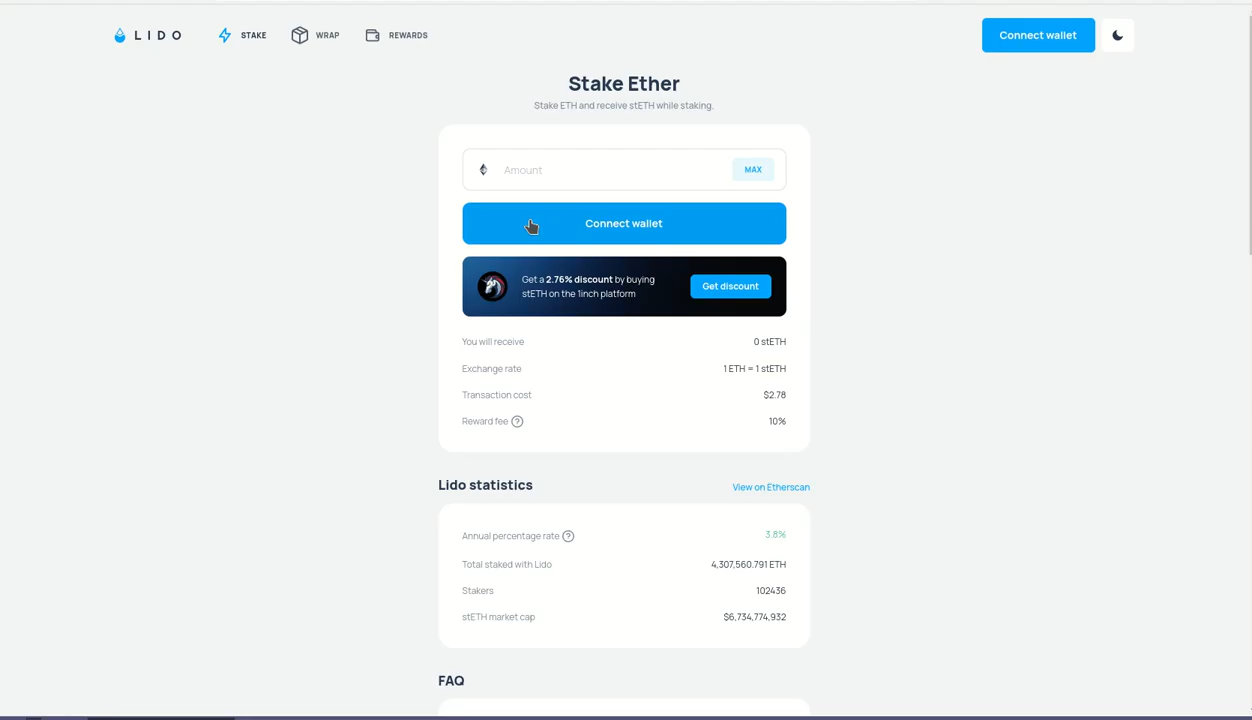 LIDO
STAKE
WRAP
REWARDS
Connect wallet
Stake Ether
Stake ETH and receive stETH while staking.
Amount
MAX
Connect wallet
Get a 2.76% discount by buying
stETH on the 1inch platform
Get discount
You will receive 0 stETH
Exchange rate 1 ETH = 1 stETH
Transaction cost $2.78
Reward fee ? 10%
Lido statistics
View on Etherscan
Annual percentage rate ? 3.8%
Total staked with Lido 4,307,560.791 ETH
Stakers 102436
stETH market cap $6,734,774,932
FAQ